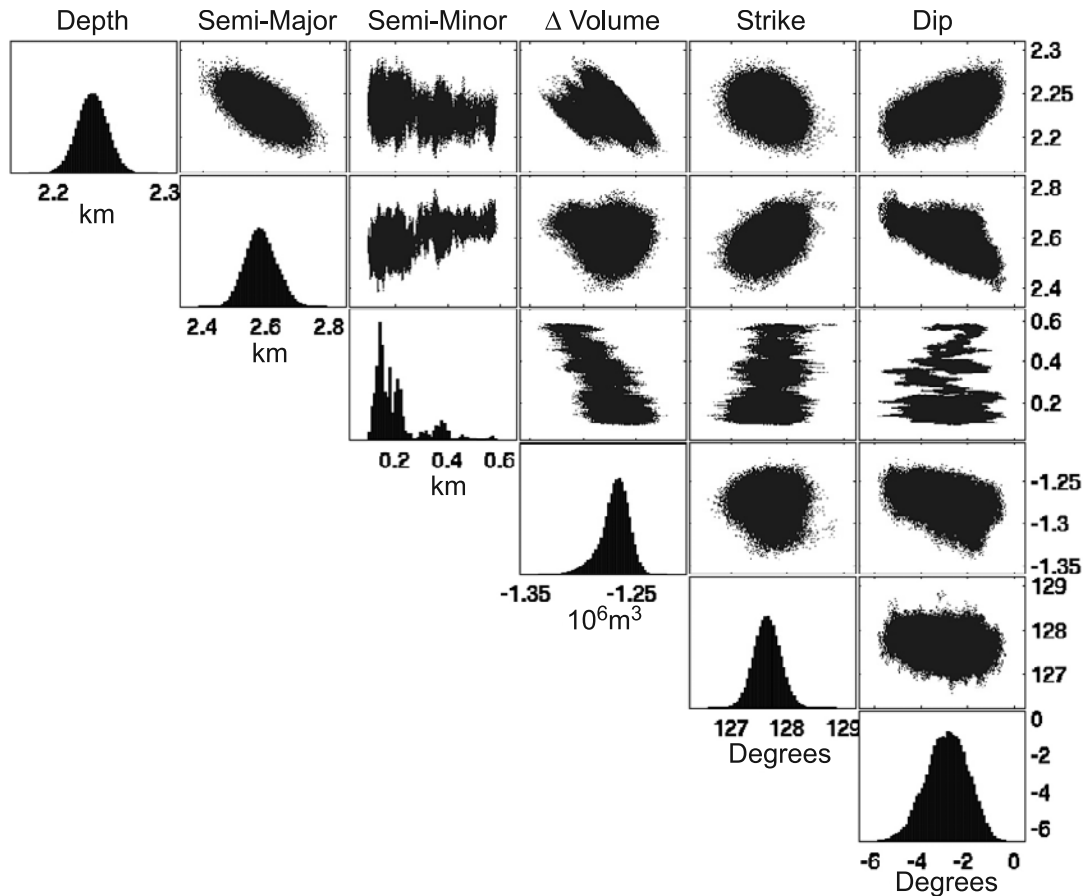 Depth Semi-Major Semi-Minor Δ Volume Strike Dip
2.3
2.25
2.2
2.2 2.3
km
2.8
2.6
2.4
2.4 2.6 2.8
km
0.6
0.4
0.2
0.2 0.4 0.6
km
-1.25
-1.3
-1.35
-1.35 -1.25
10⁶m³
129
128
127
127 128 129
Degrees
0
-2
-4
-6
-6 -4 -2 0
Degrees